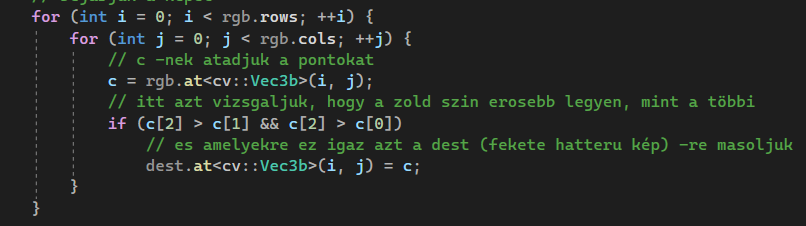 for (int i = 0; i < rgb.rows; ++i) {
for (int j = 0; j < rgb.cols; ++j) {
// c -nek atadjuk a pontokat
c = rgb.at<cv::Vec3b>(i, j);
// itt azt vizsgaljuk, hogy a zold szin erosebb legyen, mint a többi
if (c[2] > c[1] && c[2] > c[0])
// es amelyekre ez igaz azt a dest (fekete hatteru kép) -re masoljuk
dest.at<cv::Vec3b>(i, j) = c;
}
}